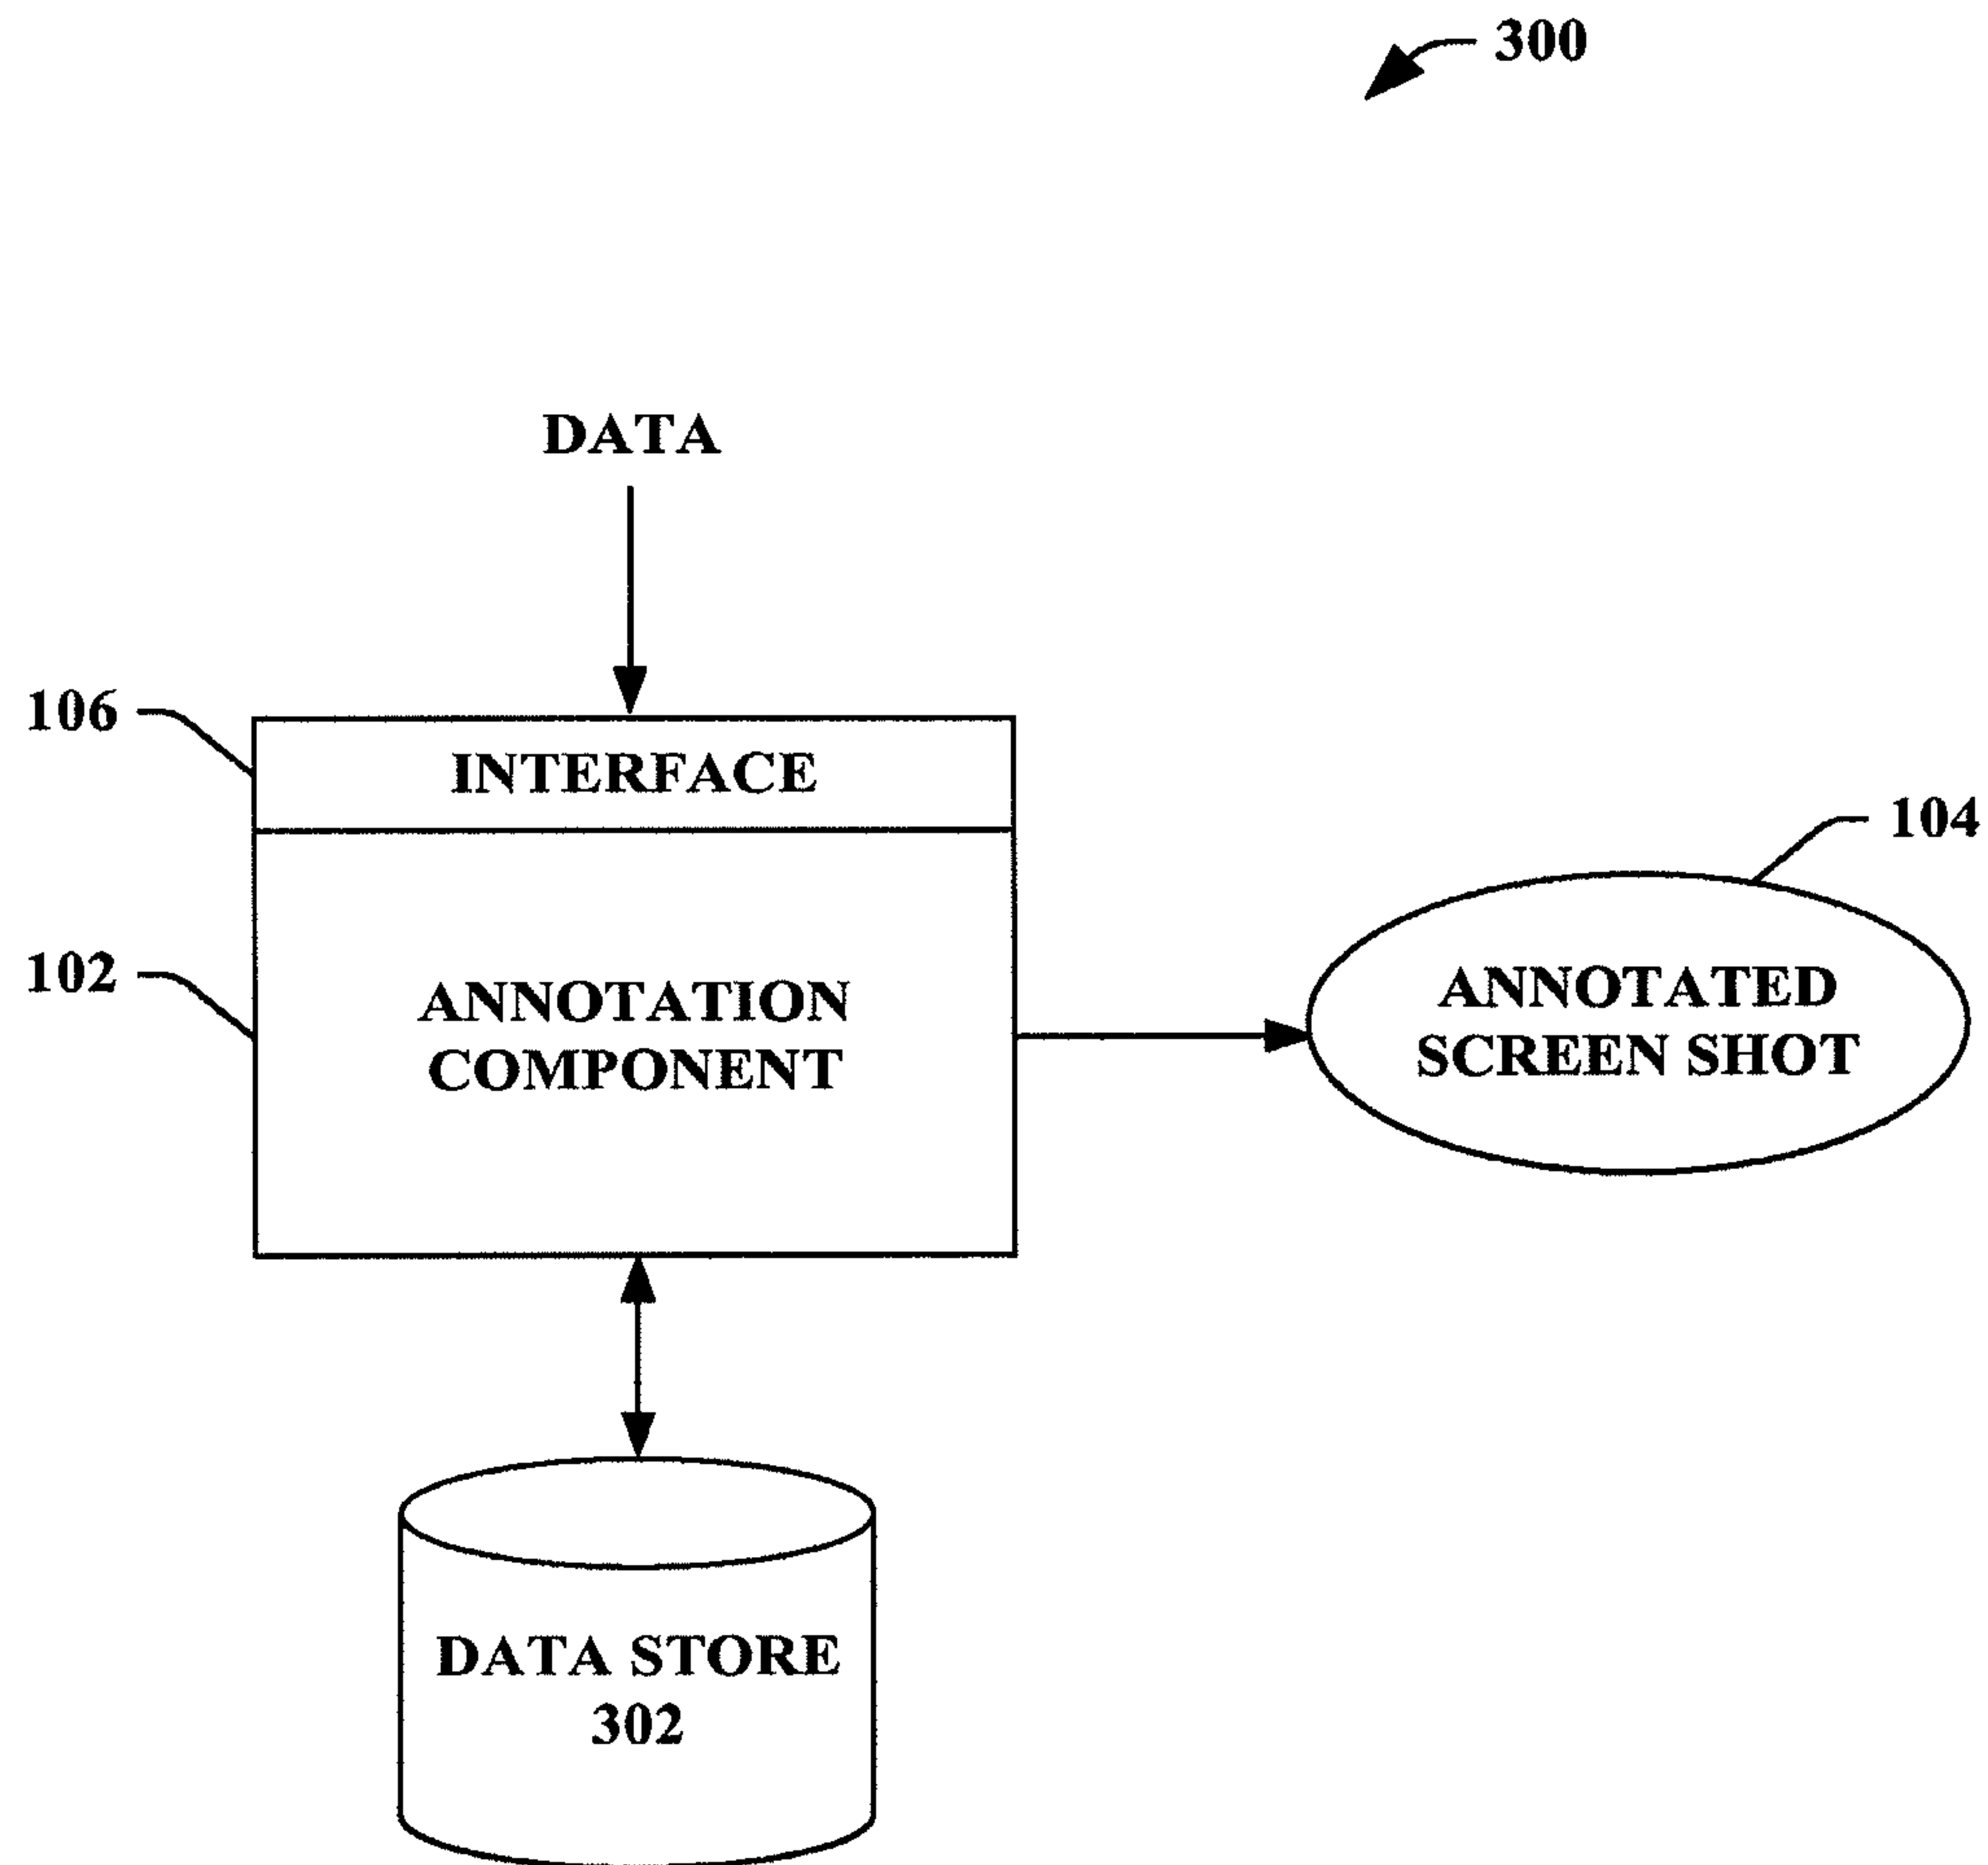 300
DATA
106
INTERFACE
104
102
ANNOTATION
COMPONENT
ANNOTATED
SCREEN SHOT
DATA STORE
302